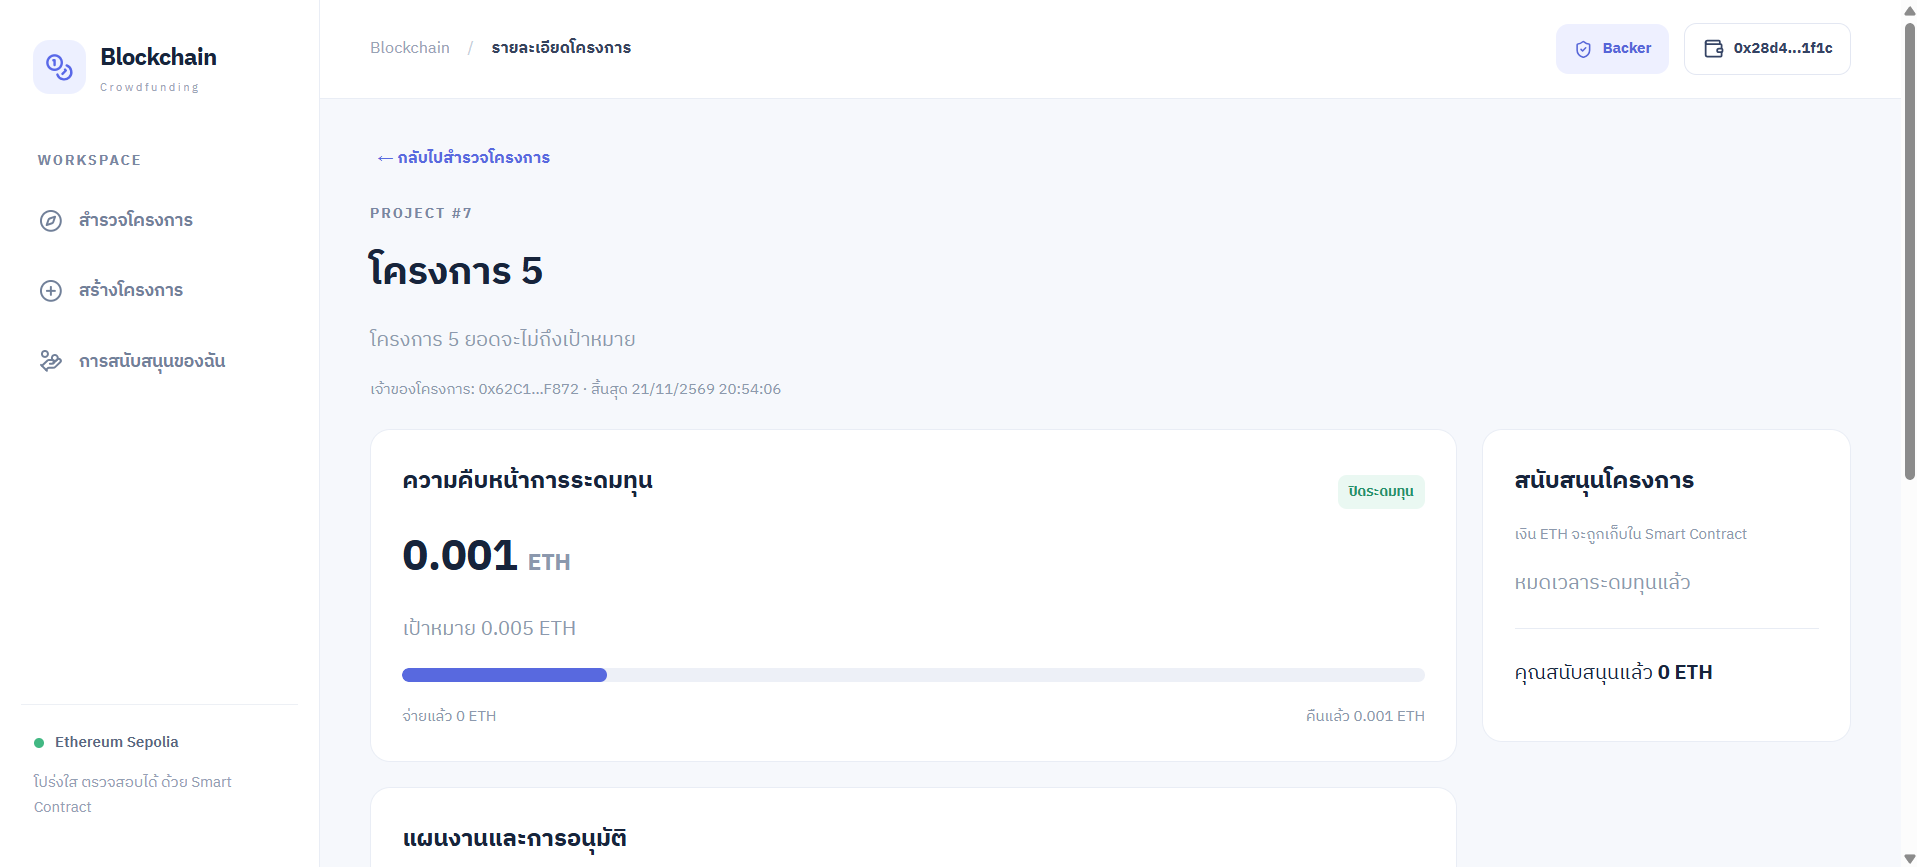 Blockchain
Crowdfunding
WORKSPACE
สำรวจโครงการ
สร้างโครงการ
การสนับสนุนของฉัน
Ethereum Sepolia
โปร่งใส ตรวจสอบได้ ด้วย Smart
Contract
Blockchain / รายละเอียดโครงการ
Backer
0x28d4...1f1c
← กลับไปสำรวจโครงการ
PROJECT #7
โครงการ 5
โครงการ 5 ยอดจะไม่ถึงเป้าหมาย
เจ้าของโครงการ: 0x62C1...F872 · สิ้นสุด 21/11/2569 20:54:06
ความคืบหน้าการระดมทุน
ปิดระดมทุน
0.001 ETH
เป้าหมาย 0.005 ETH
จ่ายแล้ว 0 ETH
คืนแล้ว 0.001 ETH
สนับสนุนโครงการ
เงิน ETH จะถูกเก็บใน Smart Contract
หมดเวลาระดมทุนแล้ว
คุณสนับสนุนแล้ว 0 ETH
แผนงานและการอนุมัติ